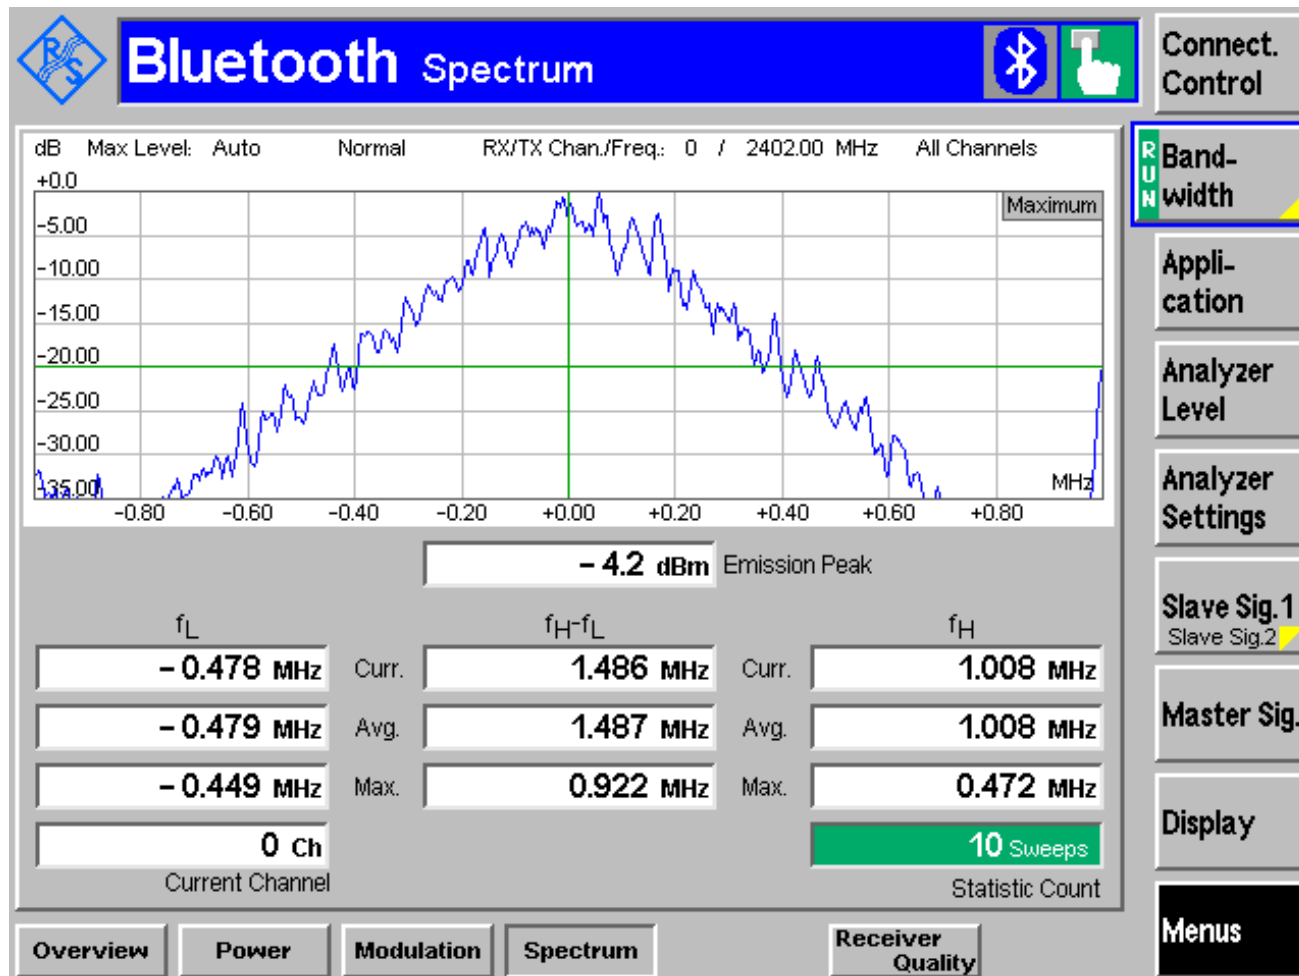 R S
Bluetooth Spectrum
dB Max Level: Auto Normal RX/TX Chan./Freq.: 0 / 2402.00 MHz All Channels
+0.0
Maximum
-5.00
-10.00
-15.00
-20.00
-25.00
-30.00
-35.00
MHz
-0.80 -0.60 -0.40 -0.20 +0.00 +0.20 +0.40 +0.60 +0.80
- 4.2 dBm Emission Peak
fL fH-fL fH
- 0.478 MHz Curr. 1.486 MHz Curr. 1.008 MHz
- 0.479 MHz Avg. 1.487 MHz Avg. 1.008 MHz
- 0.449 MHz Max. 0.922 MHz Max. 0.472 MHz
0 Ch 10 Sweeps
Current Channel Statistic Count
Overview Power Modulation Spectrum Receiver
Quality
Connect.
Control
RUN
Band-
width
Appli-
cation
Analyzer
Level
Analyzer
Settings
Slave Sig.1
Slave Sig.2
Master Sig.
Display
Menus